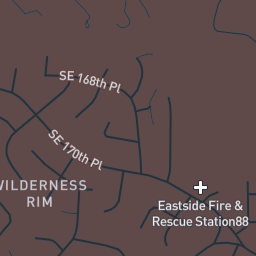 SE 168th Pl
SE 170th Pl
WILDERNESS
RIM
Eastside Fire &
Rescue Station88